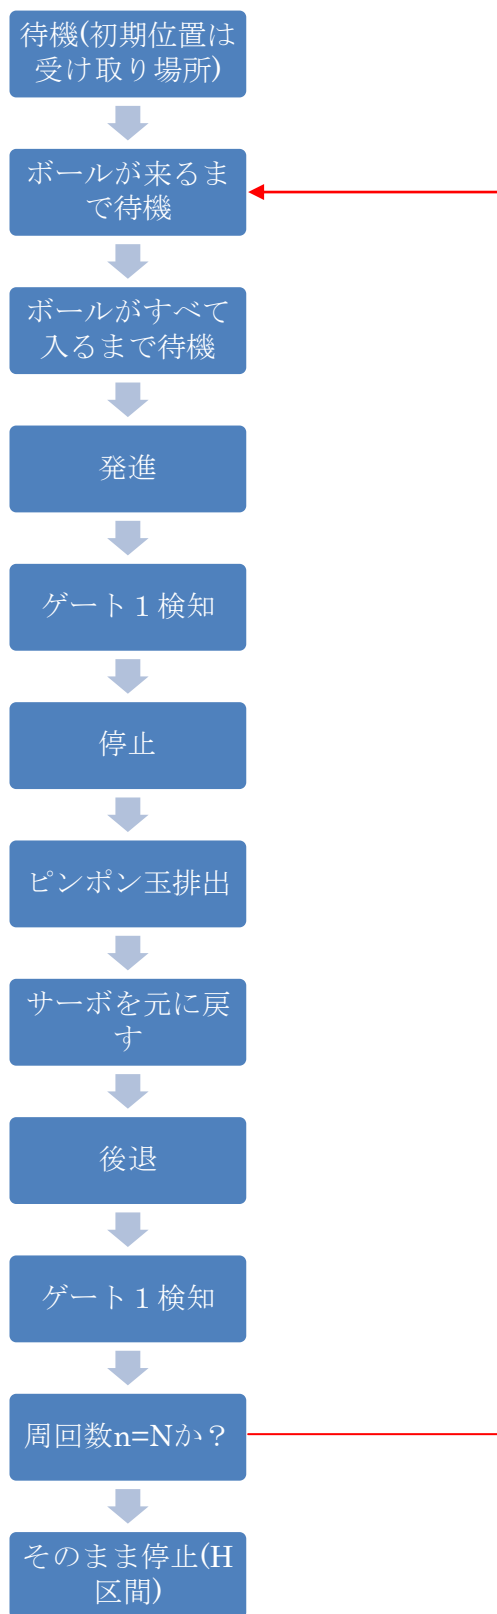 待機(初期位置は
受け取り場所)
ボールが来るま
で待機
ボールがすべて
入るまで待機
発進
ゲート１検知
停止
ピンポン玉排出
サーボを元に戻
す
後退
ゲート１検知
周回数n=Nか？
そのまま停止(H
区間)